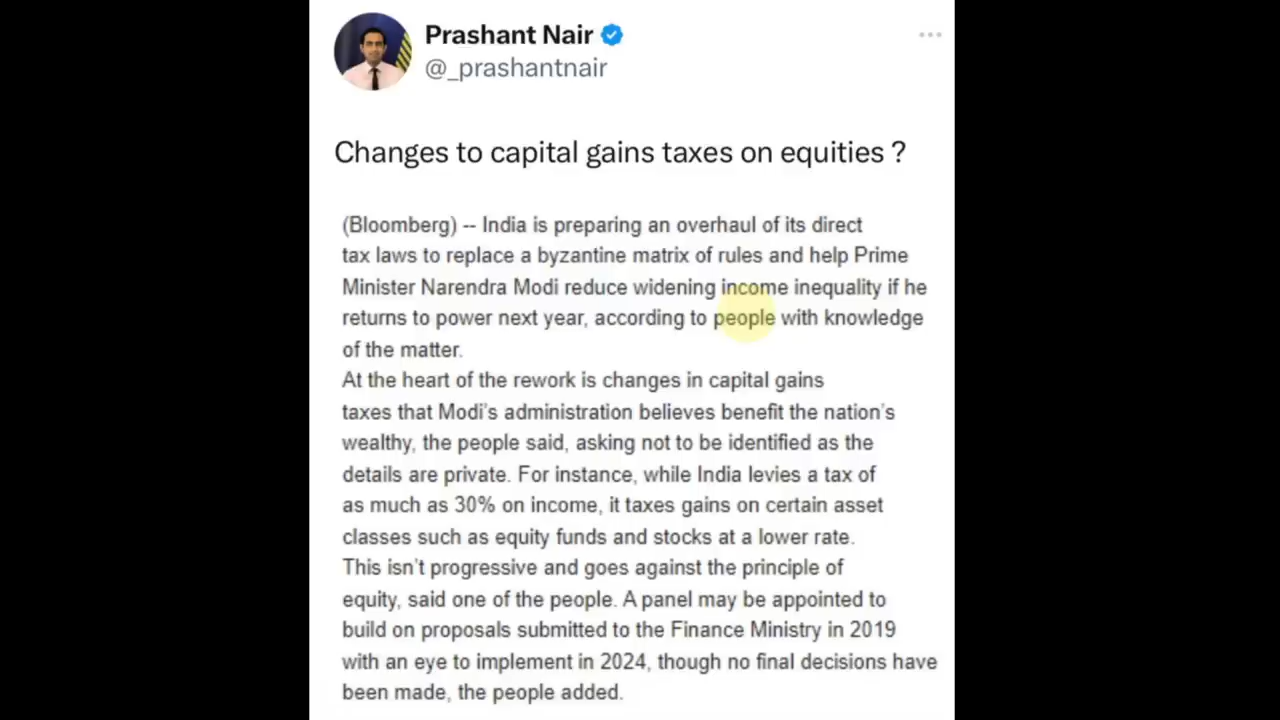 Prashant Nair
@_prashantnair
Changes to capital gains taxes on equities ?
(Bloomberg) -- India is preparing an overhaul of its direct
tax laws to replace a byzantine matrix of rules and help Prime
Minister Narendra Modi reduce widening income inequality if he
returns to power next year, according to people with knowledge
of the matter.
At the heart of the rework is changes in capital gains
taxes that Modi's administration believes benefit the nation's
wealthy, the people said, asking not to be identified as the
details are private. For instance, while India levies a tax of
as much as 30% on income, it taxes gains on certain asset
classes such as equity funds and stocks at a lower rate.
This isn't progressive and goes against the principle of
equity, said one of the people. A panel may be appointed to
build on proposals submitted to the Finance Ministry in 2019
with an eye to implement in 2024, though no final decisions have
been made, the people added.